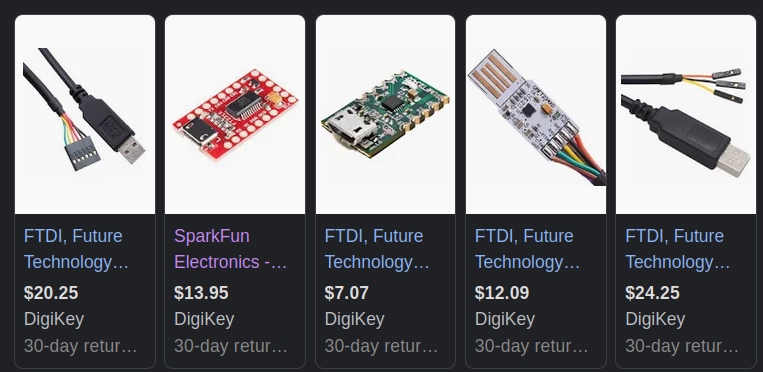 FTDI, Future
Technology...
$20.25
DigiKey
30-day retur...
SparkFun
Electronics -...
$13.95
DigiKey
30-day retur...
FTDI, Future
Technology...
$7.07
DigiKey
30-day retur...
FTDI, Future
Technology...
$12.09
DigiKey
30-day retur...
FTDI, Future
Technology...
$24.25
DigiKey
30-day retur...